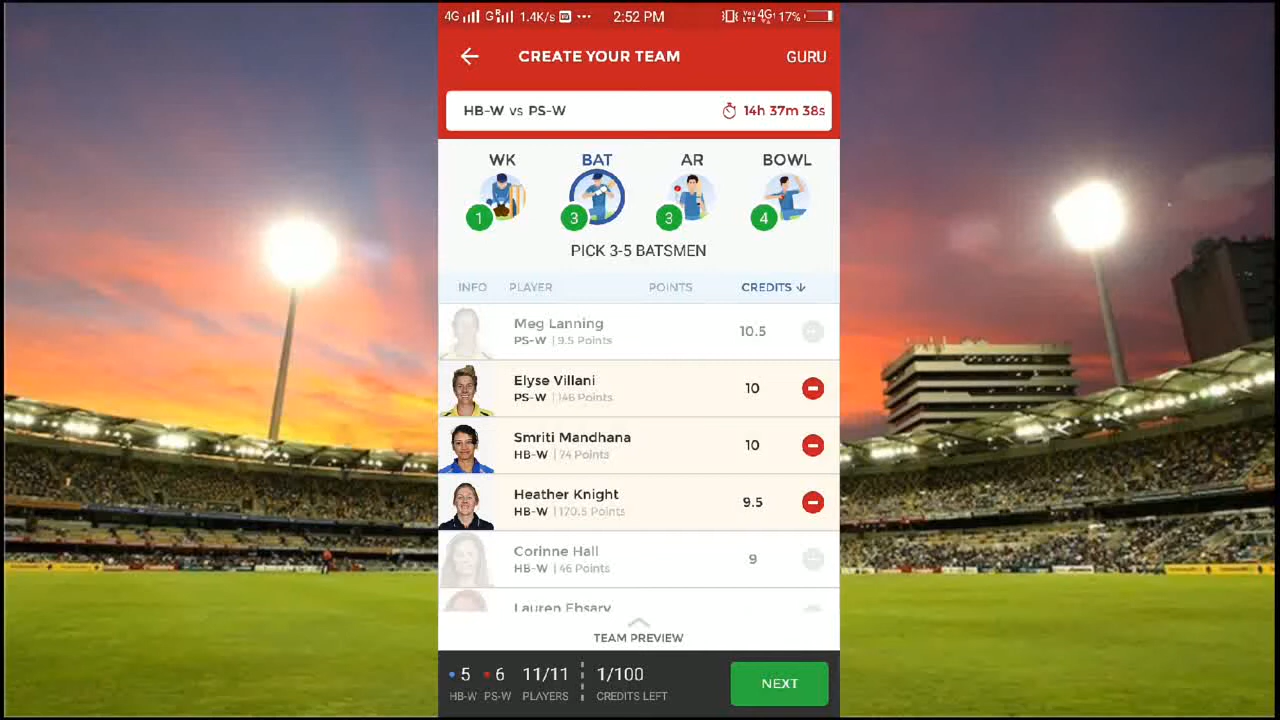 4G GR 1.4K/s ··· 2:52 PM 4G 17%
CREATE YOUR TEAM GURU
HB-W vs PS-W 14h 37m 38s
WK BAT AR BOWL
1 3 3 4
PICK 3-5 BATSMEN
INFO PLAYER POINTS CREDITS ↓
Meg Lanning
PS-W | 9.5 Points 10.5
Elyse Villani
PS-W | 146 Points 10
Smriti Mandhana
HB-W | 74 Points 10
Heather Knight
HB-W | 170.5 Points 9.5
Corinne Hall
HB-W | 46 Points 9
Lauren Ebsary
TEAM PREVIEW
5 6 11/11 1/100 NEXT
HB-W PS-W PLAYERS CREDITS LEFT